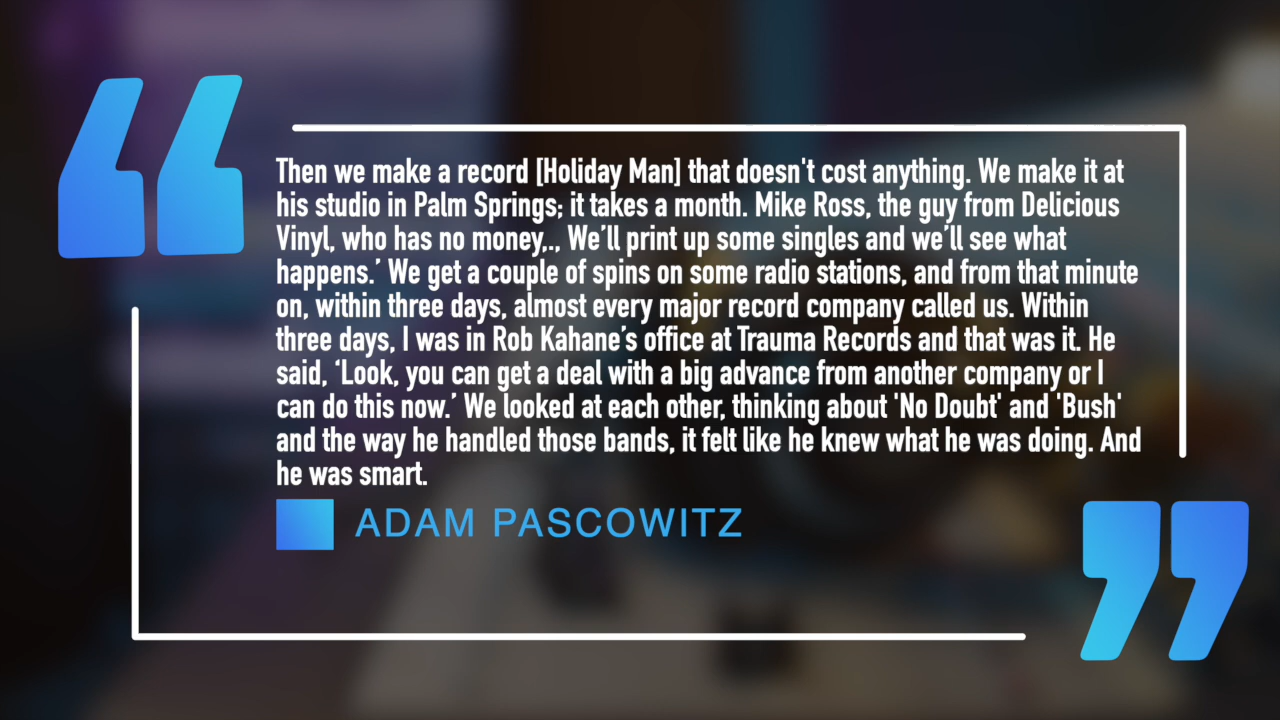 Then we make a record [Holiday Man] that doesn't cost anything. We make it at
his studio in Palm Springs; it takes a month. Mike Ross, the guy from Delicious
Vinyl, who has no money,., We’ll print up some singles and we’ll see what
happens.’ We get a couple of spins on some radio stations, and from that minute
on, within three days, almost every major record company called us. Within
three days, I was in Rob Kahane’s office at Trauma Records and that was it. He
said, ‘Look, you can get a deal with a big advance from another company or I
can do this now.’ We looked at each other, thinking about 'No Doubt' and 'Bush'
and the way he handled those bands, it felt like he knew what he was doing. And
he was smart.
ADAM PASCOWITZ